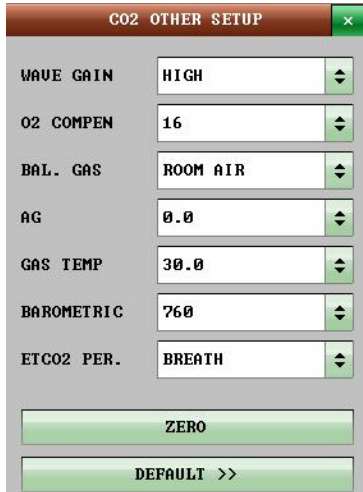 CO2 OTHER SETUP ×
WAVE GAIN HIGH
O2 COMPEN 16
BAL. GAS ROOM AIR
AG 0.0
GAS TEMP 30.0
BAROMETRIC 760
ETCO2 PER. BREATH
ZERO
DEFAULT >>